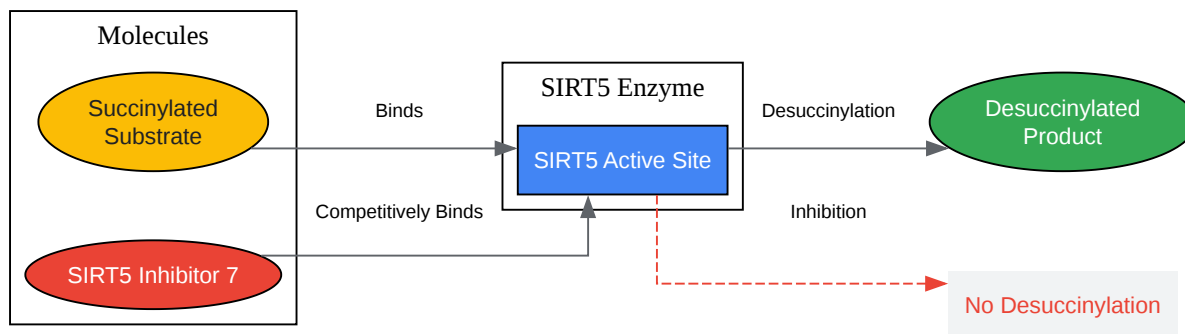 Molecules
Succinylated
Substrate
Binds
SIRT5 Enzyme
SIRT5 Active Site
Desuccinylation
Desuccinylated
Product
Competitively Binds
Inhibition
SIRT5 Inhibitor 7
No Desuccinylation